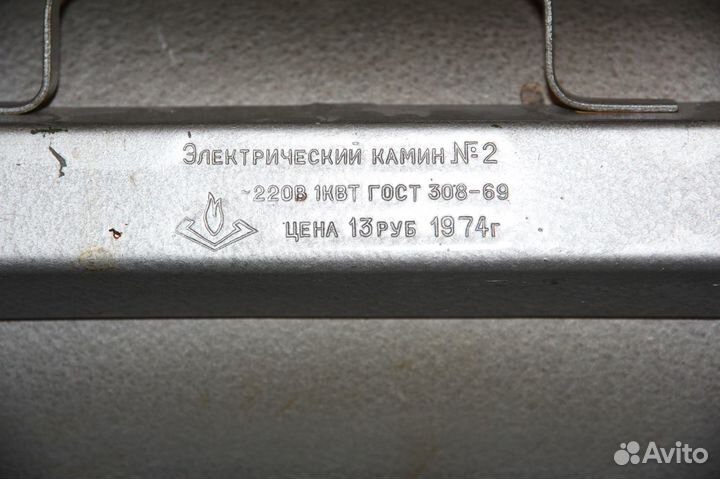 Электрический камин №2
~220В 1КВТ ГОСТ 308-69
ЦЕНА 13РУБ 1974г
Avito